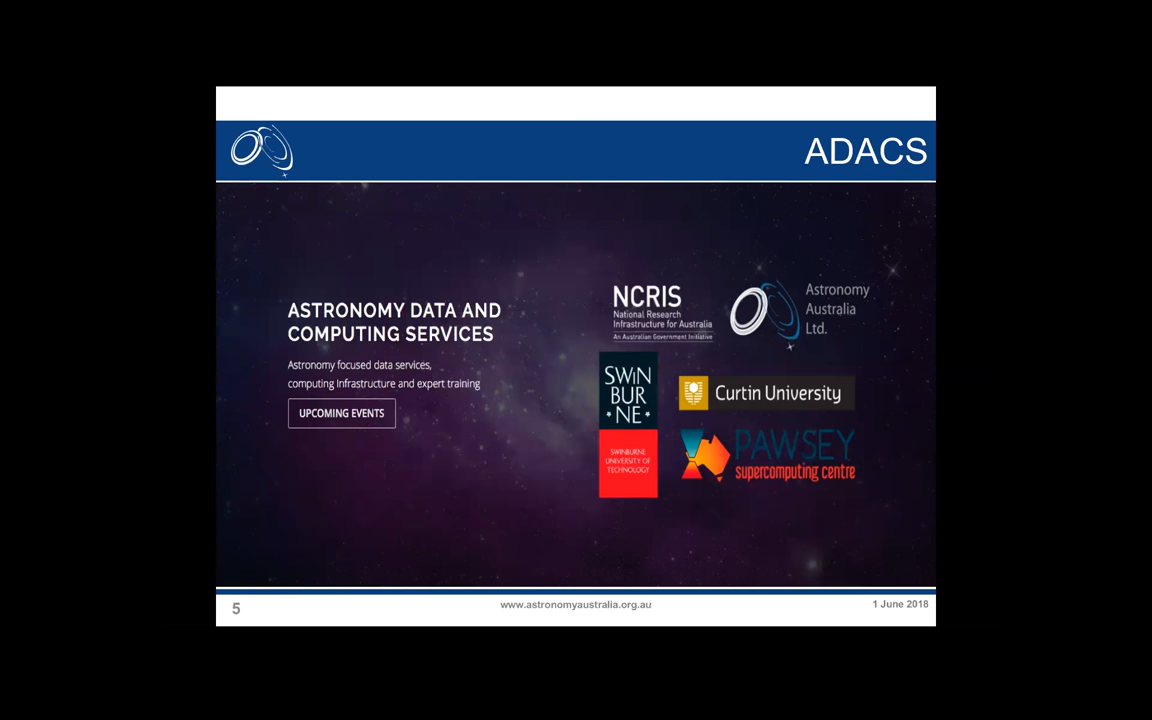 ADACS
ASTRONOMY DATA AND
COMPUTING SERVICES
Astronomy focused data services,
computing Infrastructure and expert training
UPCOMING EVENTS
NCRIS
National Research
Infrastructure for Australia
An Australian Government Initiative
Astronomy
Australia
Ltd.
SWIN
BUR
NE
SWINBURNE
UNIVERSITY OF
TECHNOLOGY
Curtin University
PAWSEY
supercomputing centre
5
www.astronomyaustralia.org.au
1 June 2018